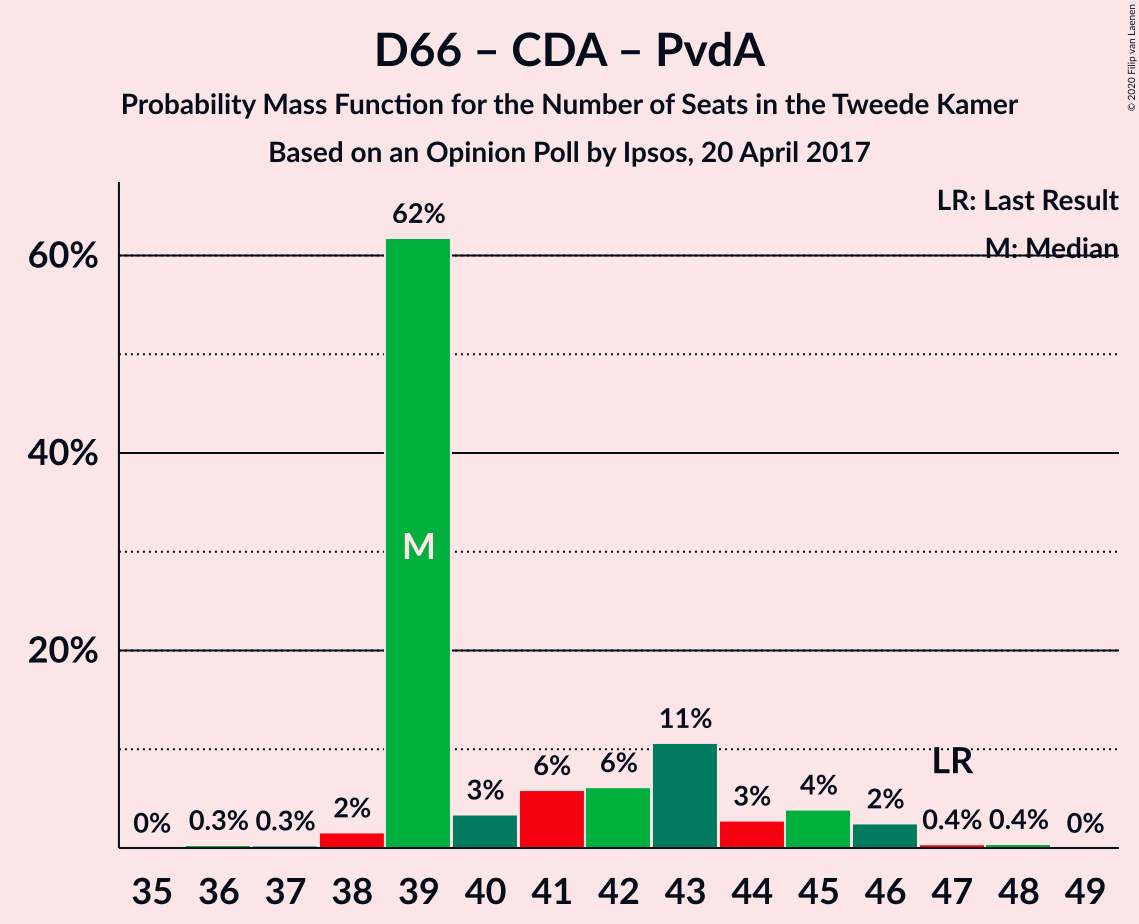 © 2020 Filip van Laenen
D66 – CDA – PvdA
Probability Mass Function for the Number of Seats in the Tweede Kamer
Based on an Opinion Poll by Ipsos, 20 April 2017
LR: Last Result
M: Median
60%
40%
20%
0% 0.3% 0.3% 2% 62% 3% 6% 6% 11% 3% 4% 2% 0.4% 0.4% 0%
M
LR
35 36 37 38 39 40 41 42 43 44 45 46 47 48 49